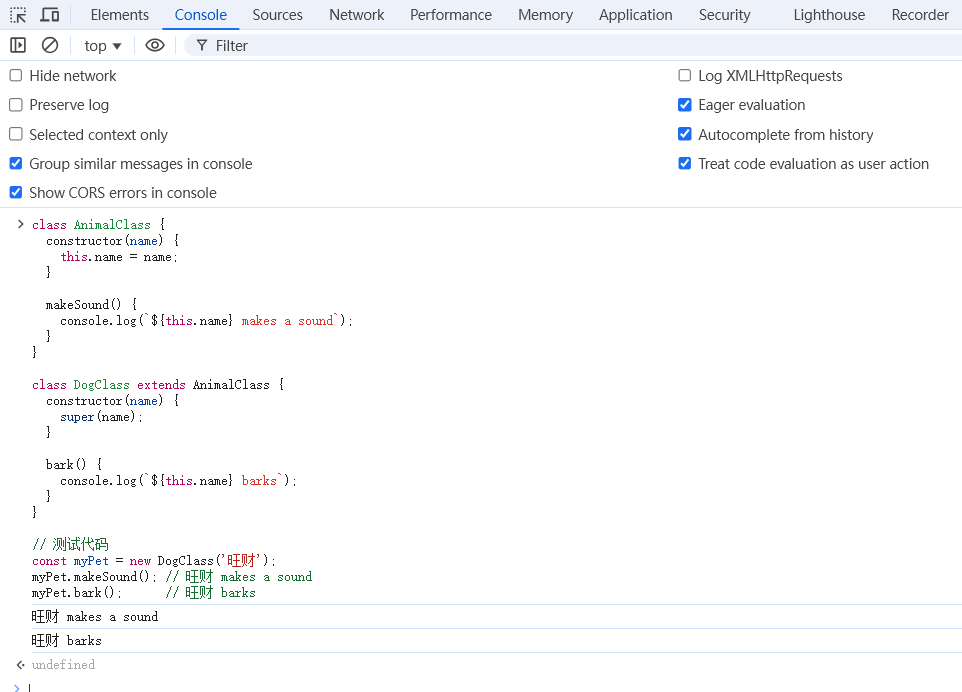 Elements Console Sources Network Performance Memory Application Security Lighthouse Recorder
top Filter
Hide network
Log XMLHttpRequests
Preserve log
Eager evaluation
Selected context only
Autocomplete from history
Group similar messages in console
Treat code evaluation as user action
Show CORS errors in console
class AnimalClass {
  constructor(name) {
    this.name = name;
  }

  makeSound() {
    console.log(`${this.name} makes a sound`);
  }
}

class DogClass extends AnimalClass {
  constructor(name) {
    super(name);
  }

  bark() {
    console.log(`${this.name} barks`);
  }
}

// 测试代码
const myPet = new DogClass('旺财');
myPet.makeSound(); // 旺财 makes a sound
myPet.bark();      // 旺财 barks
旺财 makes a sound
旺财 barks
undefined